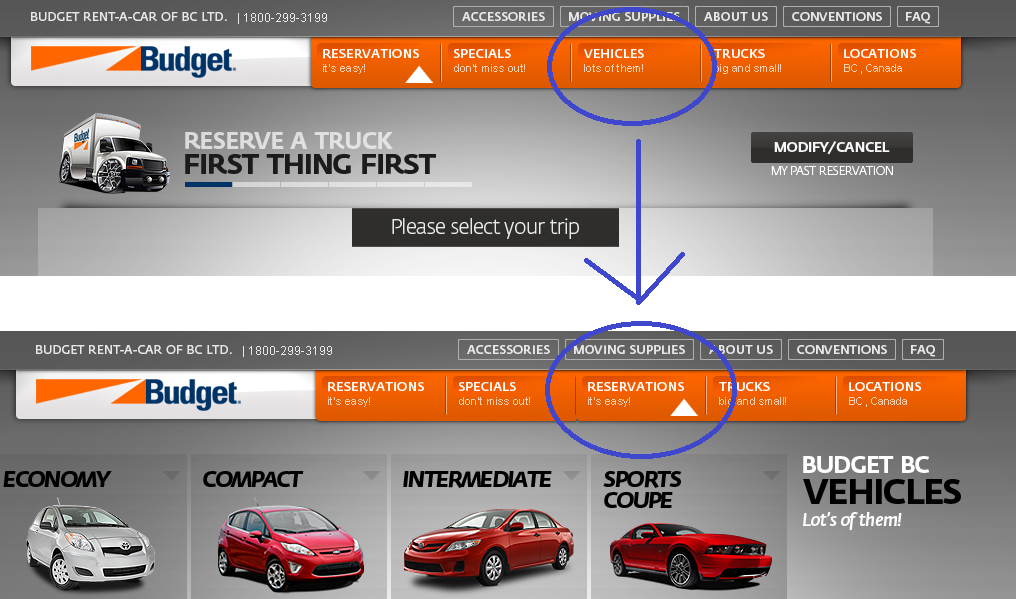 BUDGET RENT-A-CAR OF BC LTD. | 1800-299-3199 ACCESSORIES MOVING SUPPLIES ABOUT US CONVENTIONS FAQ
Budget RESERVATIONS SPECIALS VEHICLES TRUCKS LOCATIONS
it's easy! don't miss out! lots of them! big and small! BC , Canada
Budget
RESERVE A TRUCK
FIRST THING FIRST
MODIFY/CANCEL
MY PAST RESERVATION
Please select your trip
BUDGET RENT-A-CAR OF BC LTD. | 1800-299-3199 ACCESSORIES MOVING SUPPLIES ABOUT US CONVENTIONS FAQ
Budget RESERVATIONS SPECIALS RESERVATIONS TRUCKS LOCATIONS
it's easy! don't miss out! it's easy! big and small! BC , Canada
ECONOMY COMPACT INTERMEDIATE SPORTS COUPE
BUDGET BC
VEHICLES
Lot's of them!